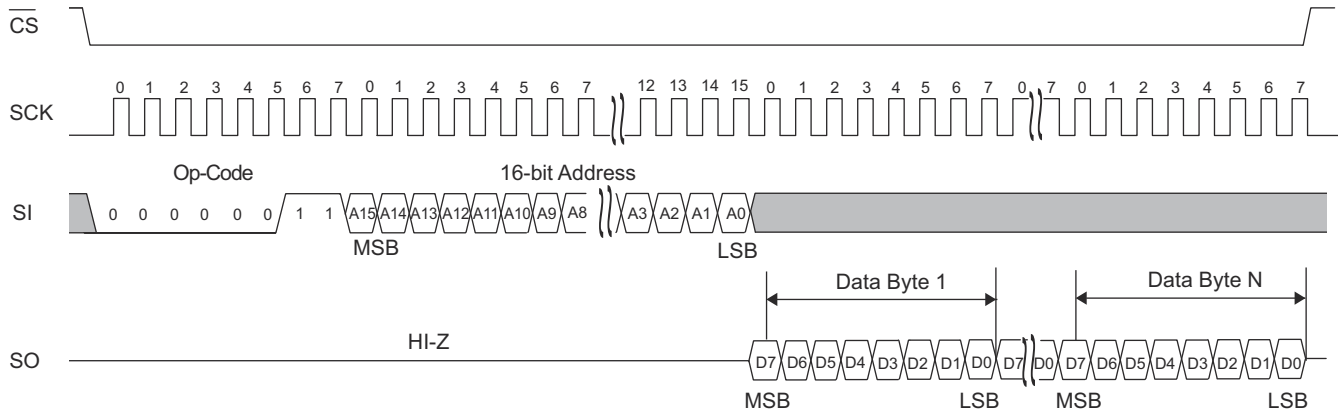 CS
0 1 2 3 4 5 6 7 0 1 2 3 4 5 6 7 12 13 14 15 0 1 2 3 4 5 6 7 0 7 0 1 2 3 4 5 6 7
SCK
Op-Code 16-bit Address
SI 0 0 0 0 0 0 1 1 A15 A14 A13 A12 A11 A10 A9 A8 A3 A2 A1 A0
MSB LSB
Data Byte 1 Data Byte N
HI-Z
SO D7 D6 D5 D4 D3 D2 D1 D0 D7 D0 D7 D6 D5 D4 D3 D2 D1 D0
MSB LSB MSB LSB